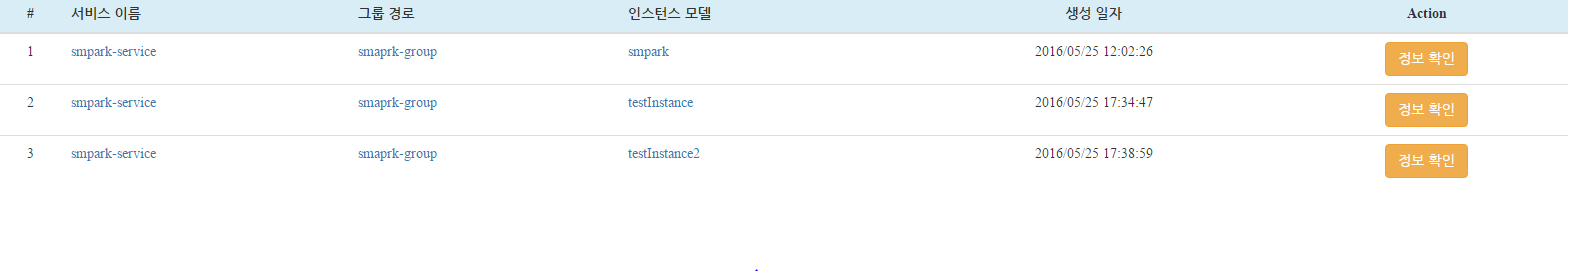 # 서비스 이름 그룹 경로 인스턴스 모델 생성 일자 Action
1 smpark-service smaprk-group smpark 2016/05/25 12:02:26 정보 확인
2 smpark-service smaprk-group testInstance 2016/05/25 17:34:47 정보 확인
3 smpark-service smaprk-group testInstance2 2016/05/25 17:38:59 정보 확인